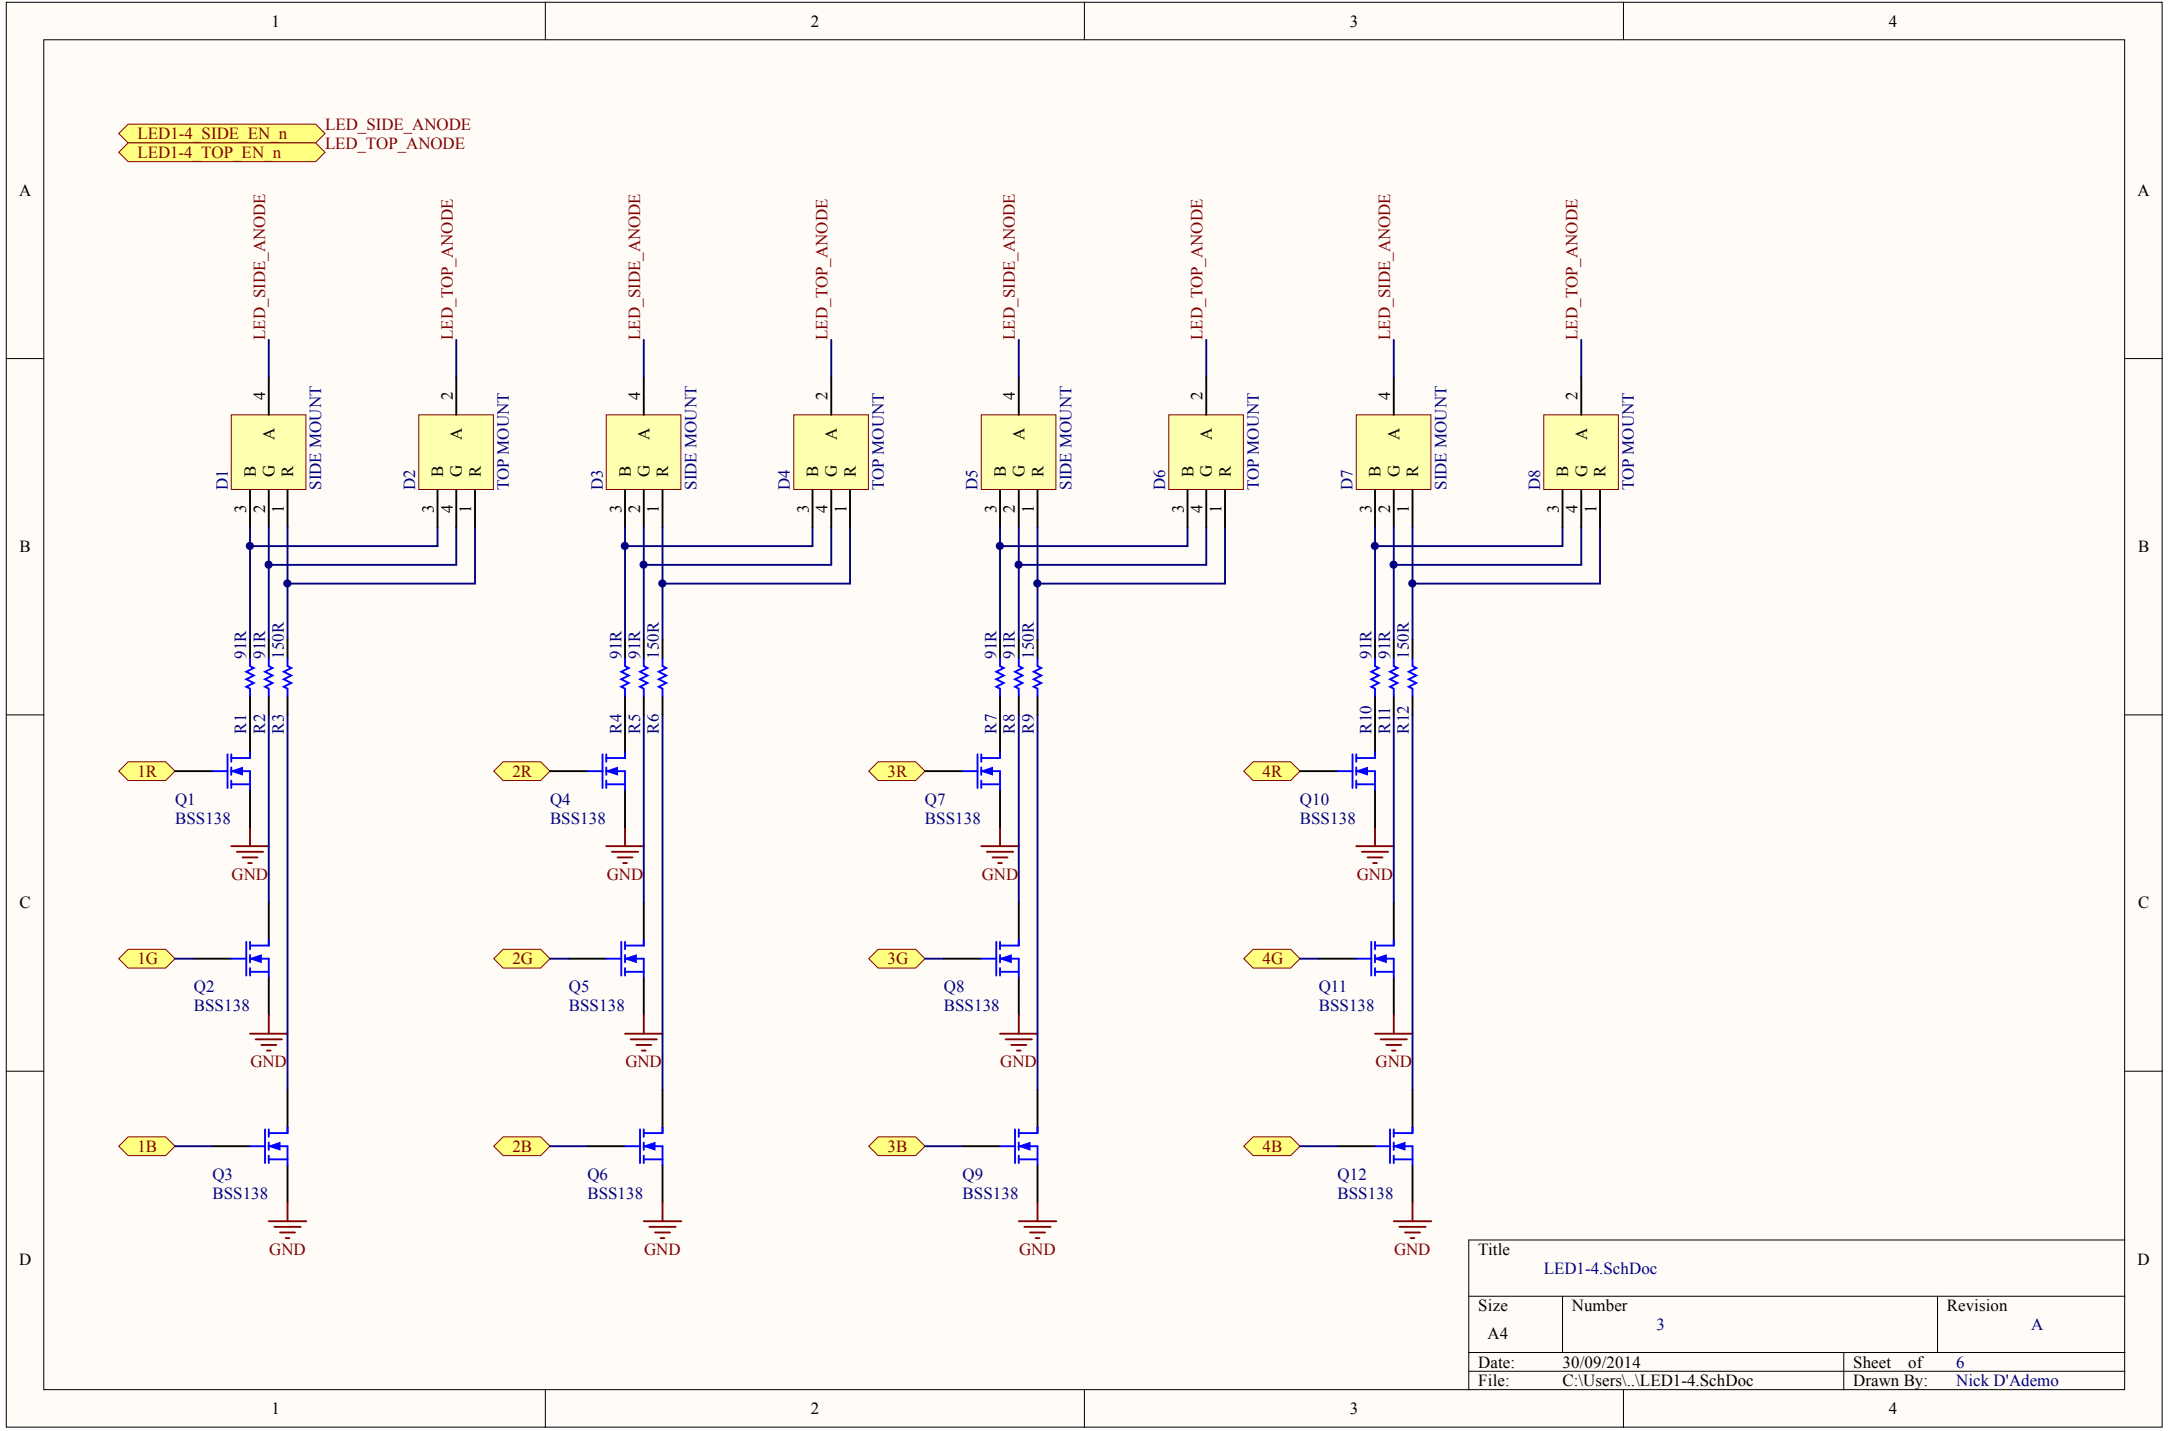 1 2 3 4
LED1-4_SIDE_EN_n LED_SIDE_ANODE
LED1-4_TOP_EN_n LED_TOP_ANODE
A A
LED_SIDE_ANODE LED_TOP_ANODE LED_SIDE_ANODE LED_TOP_ANODE LED_SIDE_ANODE LED_TOP_ANODE LED_SIDE_ANODE LED_TOP_ANODE
4 2 4 2 4 2 4 2
A A A A A A A A
B G R B G R B G R B G R B G R B G R B G R B G R
D1 SIDE MOUNT D2 TOP MOUNT D3 SIDE MOUNT D4 TOP MOUNT D5 SIDE MOUNT D6 TOP MOUNT D7 SIDE MOUNT D8 TOP MOUNT
3 2 1 3 4 1 3 2 1 3 4 1 3 2 1 3 4 1 3 2 1 3 4 1
B B
91R 91R 150R 91R 91R 150R 91R 91R 150R 91R 91R 150R
R1 R2 R3 R4 R5 R6 R7 R8 R9 R10 R11 R12
1R 2R 3R 4R
Q1 Q4 Q7 Q10
BSS138 BSS138 BSS138 BSS138
GND GND GND GND
C C
1G 2G 3G 4G
Q2 Q5 Q8 Q11
BSS138 BSS138 BSS138 BSS138
GND GND GND GND
1B 2B 3B 4B
Q3 Q6 Q9 Q12
BSS138 BSS138 BSS138 BSS138
GND GND GND GND
D D
Title
LED1-4.SchDoc
Size Number Revision
A4 3 A
Date: 30/09/2014 Sheet of 6
File: C:\Users\..\LED1-4.SchDoc Drawn By: Nick D'Ademo
1 2 3 4